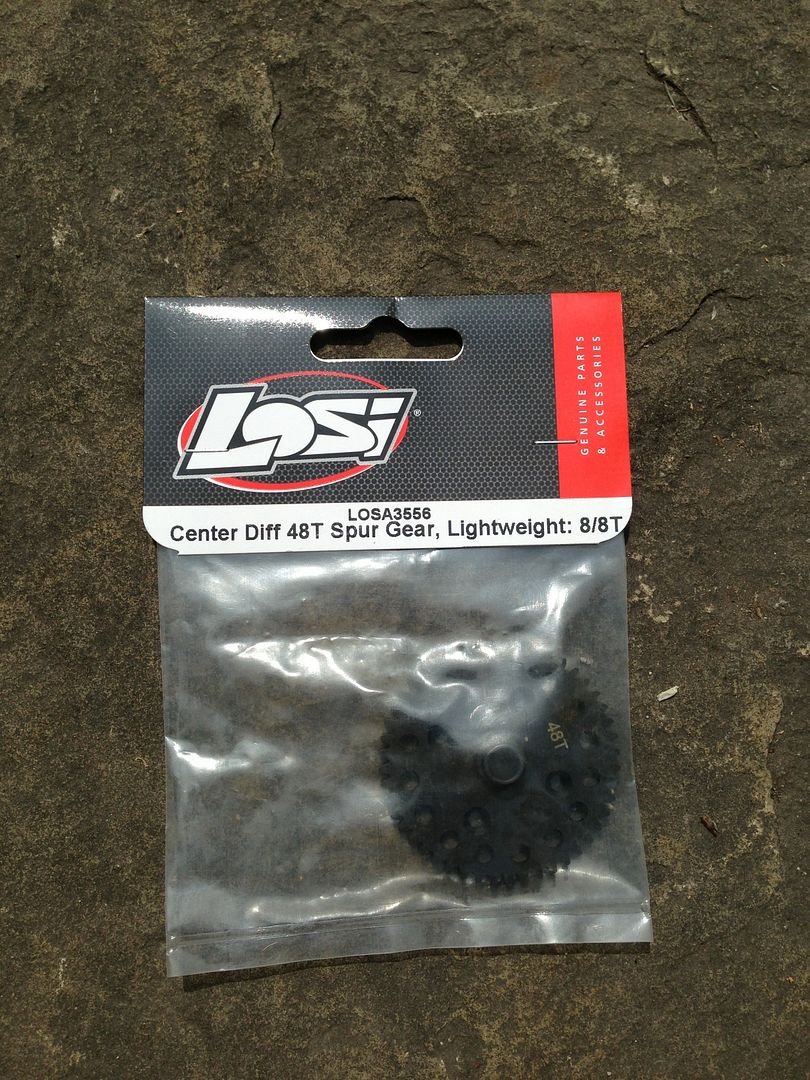 Losi®
GENUINE PARTS
& ACCESSORIES
LOSA3556
Center Diff 48T Spur Gear, Lightweight: 8/8T
48T